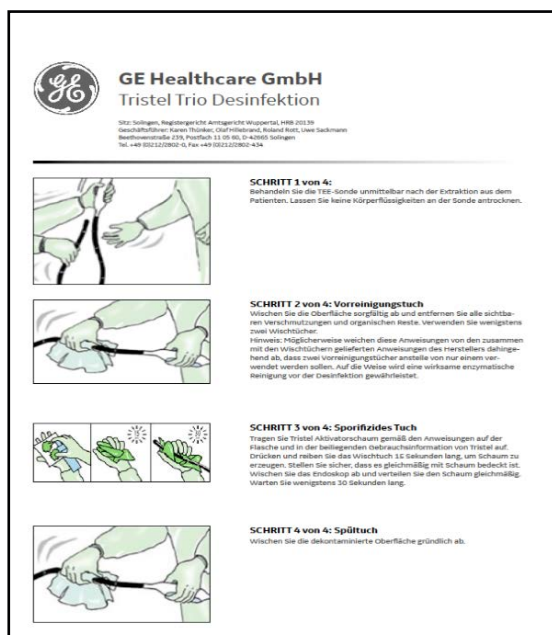 GE
GE Healthcare GmbH
Tristel Trio Desinfektion
Sitz: Solingen, Registergericht Amtsgericht Wuppertal, HRB 20139
Geschäftsführer: Karen Thünker, Olaf Hillebrand, Roland Rott, Uwe Sackmann
Beethovenstraße 239, Postfach 11 05 60, D-42665 Solingen
Tel. +49 (0)212/2802-0, Fax +49 (0)212/2802-434
SCHRITT 1 von 4:
Behandeln Sie die TEE-Sonde unmittelbar nach der Extraktion aus dem
Patienten. Lassen Sie keine Körperflüssigkeiten an der Sonde antrocknen.
SCHRITT 2 von 4: Vorreinigungstuch
Wischen Sie die Oberfläche sorgfältig ab und entfernen Sie alle sichtba-
ren Verschmutzungen und organischen Reste. Verwenden Sie wenigstens
zwei Wischtücher.
Hinweis: Möglicherweise weichen diese Anweisungen von den zusammen
mit den Wischtüchern gelieferten Anweisungen des Herstellers dahinge-
hend ab, dass zwei Vorreinigungstücher anstelle von nur einem ver-
wendet werden sollen. Auf die Weise wird eine wirksame enzymatische
Reinigung vor der Desinfektion gewährleistet.
SCHRITT 3 von 4: Sporifizides Tuch
Tragen Sie Tristel Aktivatorschaum gemäß den Anweisungen auf der
Flasche und in der beiliegenden Gebrauchsinformation von Tristel auf.
Drücken und reiben Sie das Wischtuch 15 Sekunden lang, um Schaum zu
erzeugen. Stellen Sie sicher, dass es gleichmäßig mit Schaum bedeckt ist.
Wischen Sie das Endoskop ab und verteilen Sie den Schaum gleichmäßig.
Warten Sie wenigstens 30 Sekunden lang.
SCHRITT 4 von 4: Spültuch
Wischen Sie die dekontaminierte Oberfläche gründlich ab.